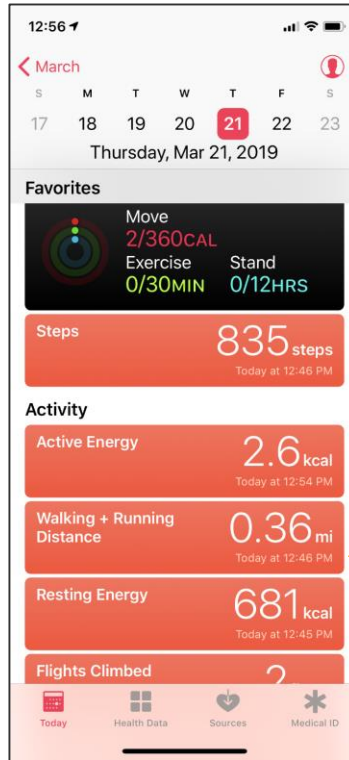 12:56
March
S M T W T F S
17 18 19 20 21 22 23
Thursday, Mar 21, 2019
Favorites
Move
2/360CAL
Exercise Stand
0/30MIN 0/12HRS
Steps 835 steps
Today at 12:46 PM
Activity
Active Energy 2.6 kcal
Today at 12:54 PM
Walking + Running
Distance 0.36 mi
Today at 12:46 PM
Resting Energy 681 kcal
Today at 12:45 PM
Flights Climbed 2
Today Health Data Sources Medical ID